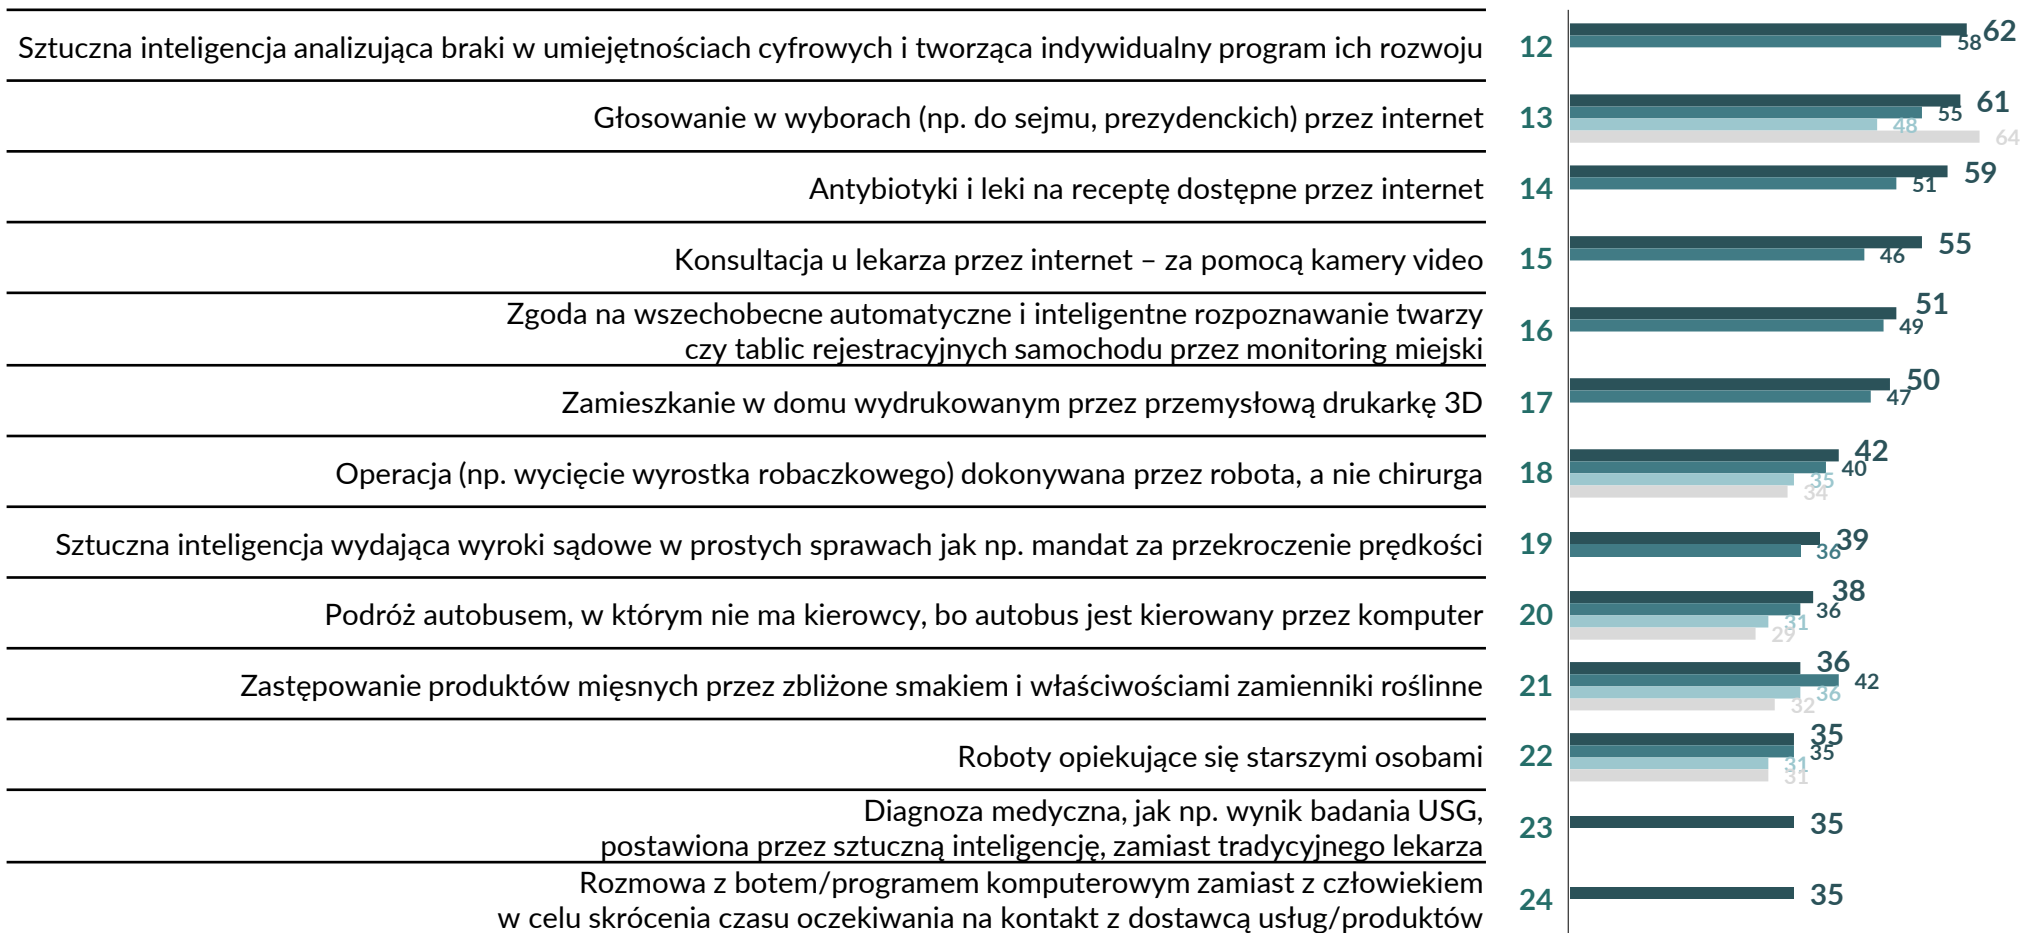 Sztuczna inteligencja analizująca braki w umiejętnościach cyfrowych i tworząca indywidualny program ich rozwoju 12 62
58
Głosowanie w wyborach (np. do sejmu, prezydenckich) przez internet 13 61
55
48
64
Antybiotyki i leki na receptę dostępne przez internet 14 59
51
Konsultacja u lekarza przez internet – za pomocą kamery video 15 55
46
Zgoda na wszechobecne automatyczne i inteligentne rozpoznawanie twarzy
czy tablic rejestracyjnych samochodu przez monitoring miejski 16 51
49
Zamieszkanie w domu wydrukowanym przez przemysłową drukarkę 3D 17 50
47
Operacja (np. wycięcie wyrostka robaczkowego) dokonywana przez robota, a nie chirurga 18 42
40
35
34
Sztuczna inteligencja wydająca wyroki sądowe w prostych sprawach jak np. mandat za przekroczenie prędkości 19 39
36
Podróż autobusem, w którym nie ma kierowcy, bo autobus jest kierowany przez komputer 20 38
36
31
29
Zastępowanie produktów mięsnych przez zbliżone smakiem i właściwościami zamienniki roślinne 21 36
42
36
32
Roboty opiekujące się starszymi osobami 22 35
35
31
31
Diagnoza medyczna, jak np. wynik badania USG,
postawiona przez sztuczną inteligencję, zamiast tradycyjnego lekarza 23 35
Rozmowa z botem/programem komputerowym zamiast z człowiekiem
w celu skrócenia czasu oczekiwania na kontakt z dostawcą usług/produktów 24 35